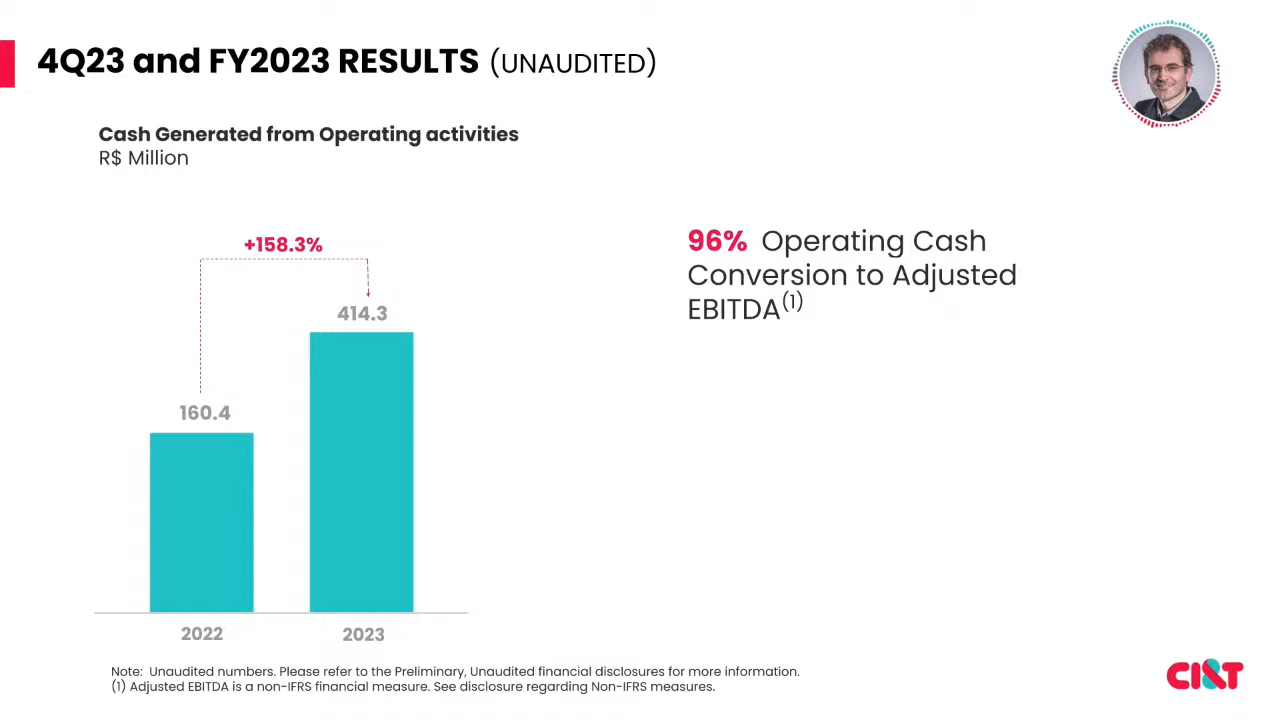 4Q23 and FY2023 RESULTS (UNAUDITED)
Cash Generated from Operating activities
R$ Million
+158.3%
414.3
160.4
2022
2023
96% Operating Cash
Conversion to Adjusted
EBITDA(1)
Note: Unaudited numbers. Please refer to the Preliminary, Unaudited financial disclosures for more information.
(1) Adjusted EBITDA is a non-IFRS financial measure. See disclosure regarding Non-IFRS measures.
CI&T